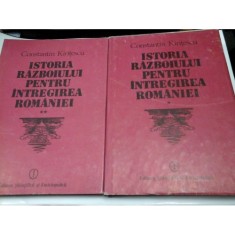 Constantin Kirițescu
ISTORIA
RĂZBOIULUI
PENTRU
ÎNTREGIREA
ROMÂNIEI
**
Constantin Kirițescu
ISTORIA
RĂZBOIULUI
PENTRU
ÎNTREGIREA
ROMÂNIEI
*